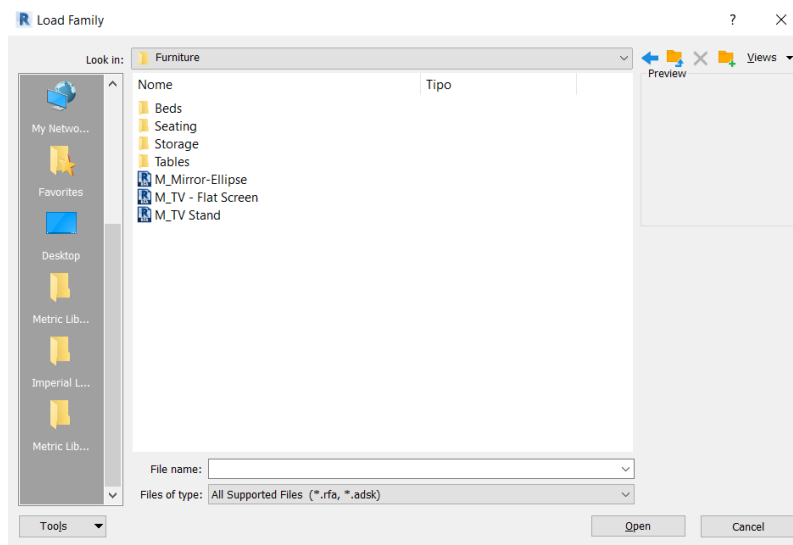 Load Family
Look in: Furniture
Views
Preview
Nome Tipo
Beds
Seating
Storage
Tables
M_Mirror-Ellipse
M_TV - Flat Screen
M_TV Stand
My Netwo...
Favorites
Desktop
Metric Lib...
Imperial L...
Metric Lib...
File name:
Files of type: All Supported Files (*.rfa, *.adsk)
Tools
Open
Cancel